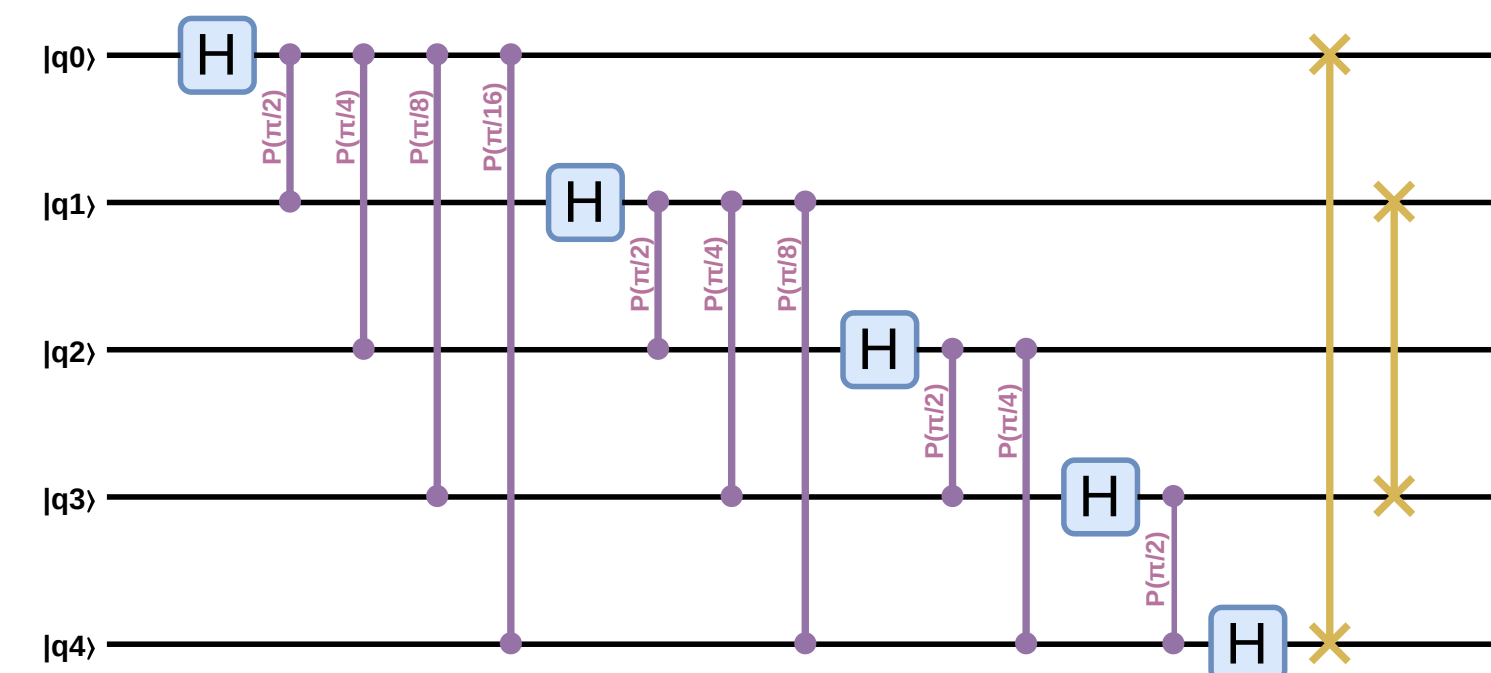 |q0⟩
H
P(π/2)
P(π/4)
P(π/8)
P(π/16)
|q1⟩
H
P(π/2)
P(π/4)
P(π/8)
|q2⟩
H
P(π/2)
P(π/4)
|q3⟩
H
P(π/2)
|q4⟩
H